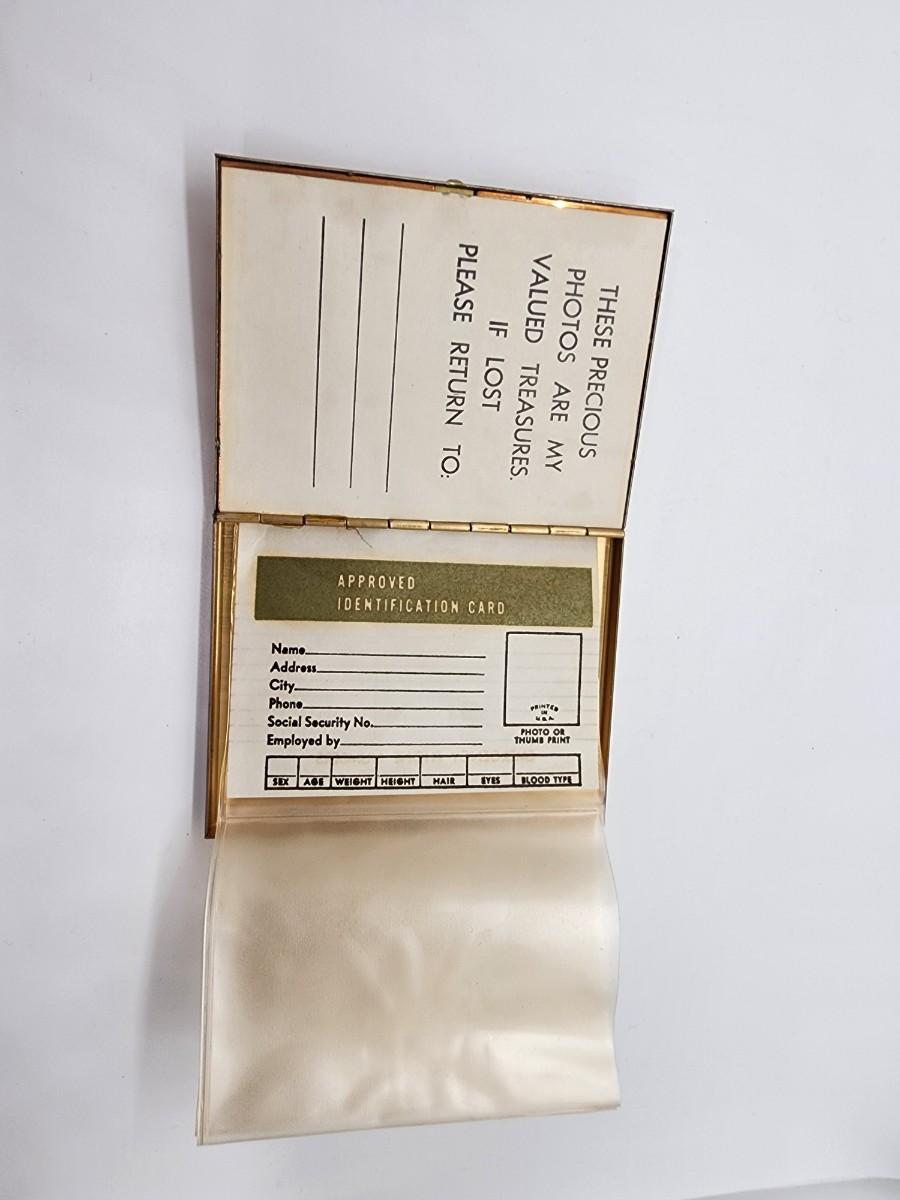 THESE PRECIOUS
PHOTOS ARE MY
VALUED TREASURES.
IF LOST
PLEASE RETURN TO:
APPROVED
IDENTIFICATION CARD
Name
Address
City
Phone
Social Security No.
Employed by
PRINTED
IN
U.S.A.
PHOTO OR
THUMB PRINT
SEX AGE WEIGHT HEIGHT HAIR EYES BLOOD TYPE